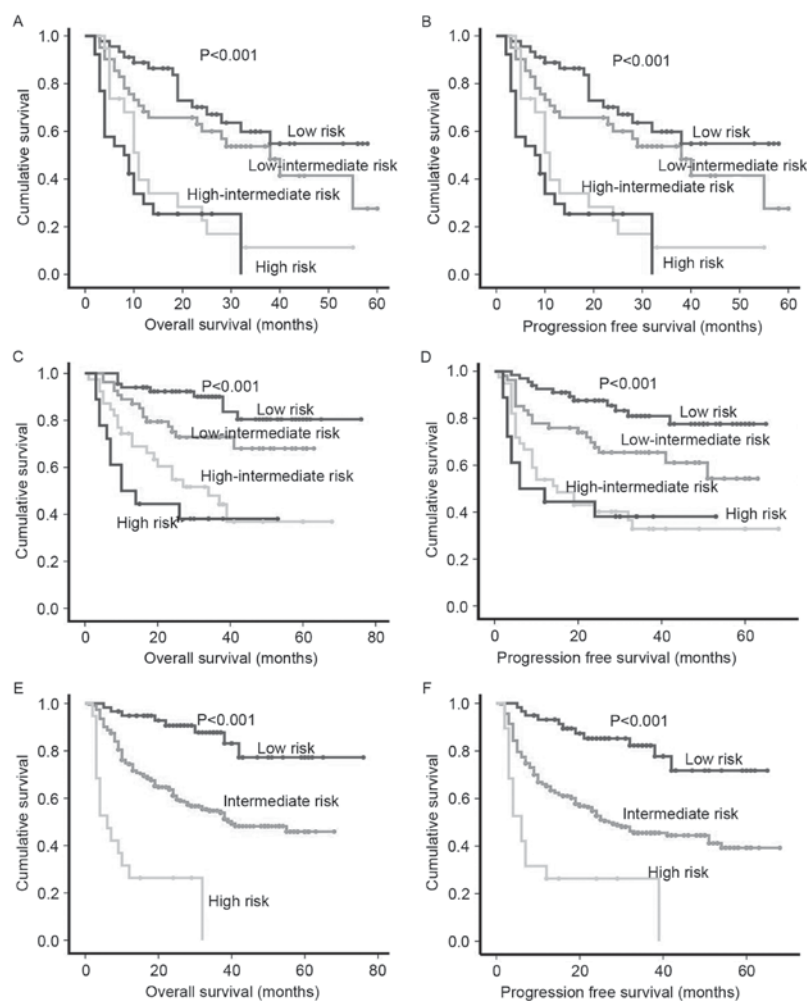 A
P<0.001
Cumulative survival
1.0
0.8
0.6
0.4
0.2
0.0
Low risk
Low-intermediate risk
High-intermediate risk
High risk
0 10 20 30 40 50 60
Overall survival (months)
B
P<0.001
Cumulative survival
1.0
0.8
0.6
0.4
0.2
0.0
Low risk
Low-intermediate risk
High-intermediate risk
High risk
0 10 20 30 40 50 60
Progression free survival (months)
C
P<0.001
Cumulative survival
1.0
0.8
0.6
0.4
0.2
0.0
Low risk
Low-intermediate risk
High-intermediate risk
High risk
0 20 40 60 80
Overall survival (months)
D
P<0.001
Cumulative survival
1.0
0.8
0.6
0.4
0.2
0.0
Low risk
Low-intermediate risk
High-intermediate risk
High risk
0 20 40 60
Progression free survival (months)
E
P<0.001
Cumulative survival
1.0
0.8
0.6
0.4
0.2
0.0
Low risk
Intermediate risk
High risk
0 20 40 60 80
Overall survival (months)
F
P<0.001
Cumulative survival
1.0
0.8
0.6
0.4
0.2
0.0
Low risk
Intermediate risk
High risk
0 20 40 60
Progression free survival (months)